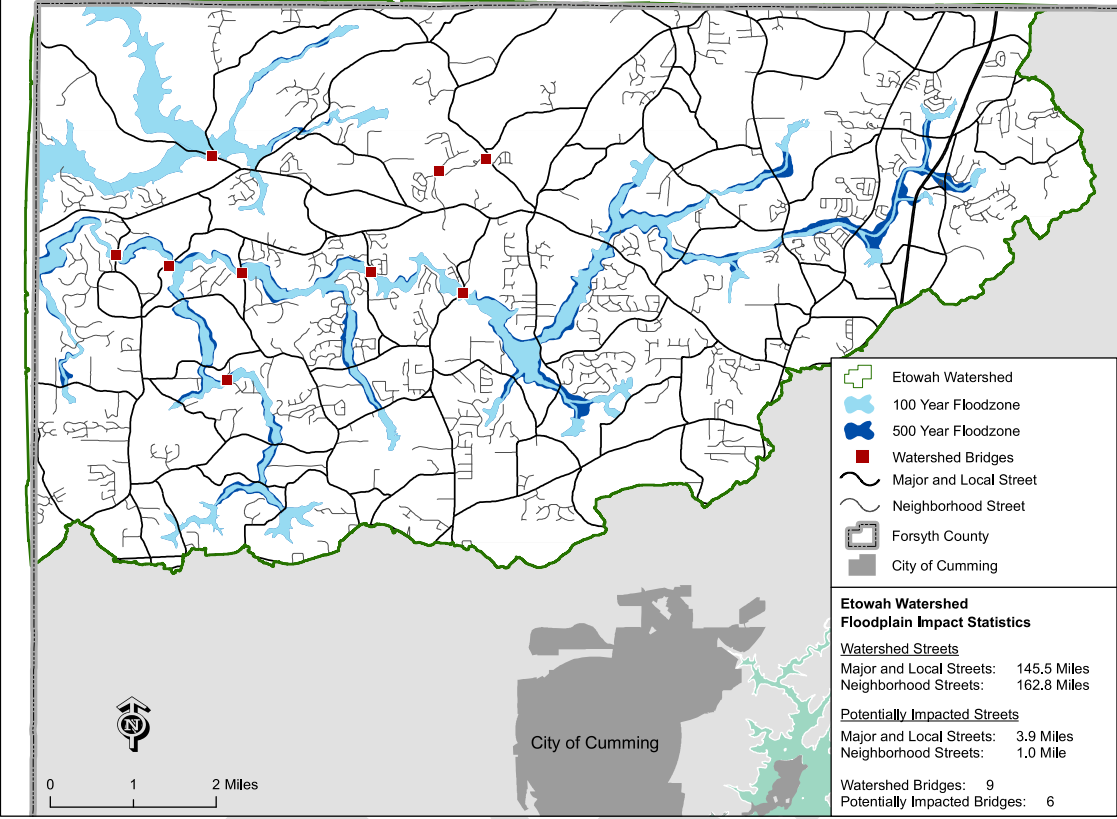 Etowah Watershed
100 Year Floodzone
500 Year Floodzone
Watershed Bridges
Major and Local Street
Neighborhood Street
Forsyth County
City of Cumming
Etowah Watershed
Floodplain Impact Statistics
Watershed Streets
Major and Local Streets: 145.5 Miles
Neighborhood Streets: 162.8 Miles
Potentially Impacted Streets
Major and Local Streets: 3.9 Miles
Neighborhood Streets: 1.0 Mile
Watershed Bridges: 9
Potentially Impacted Bridges: 6
City of Cumming
N
0 1 2 Miles